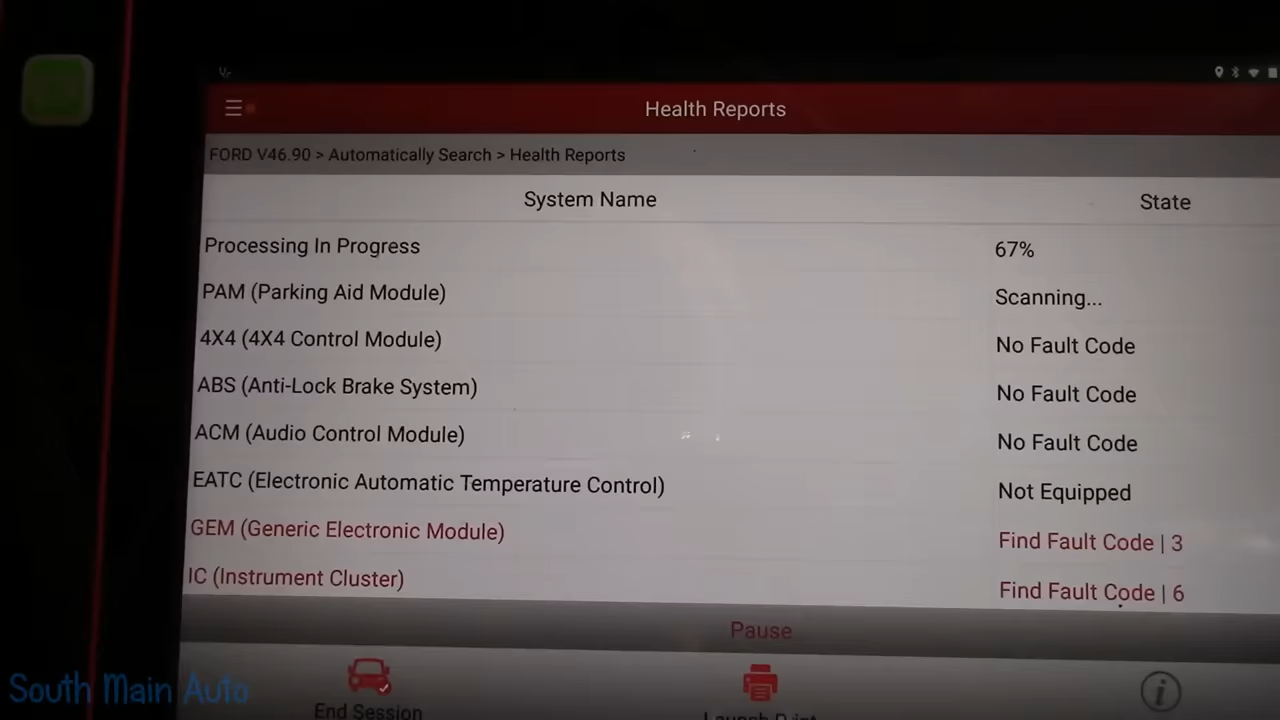 Health Reports
FORD V46.90 > Automatically Search > Health Reports
System Name State
Processing In Progress 67%
PAM (Parking Aid Module) Scanning...
4X4 (4X4 Control Module) No Fault Code
ABS (Anti-Lock Brake System) No Fault Code
ACM (Audio Control Module) No Fault Code
EATC (Electronic Automatic Temperature Control) Not Equipped
GEM (Generic Electronic Module) Find Fault Code | 3
IC (Instrument Cluster) Find Fault Code | 6
Pause
End Session
South Main Auto